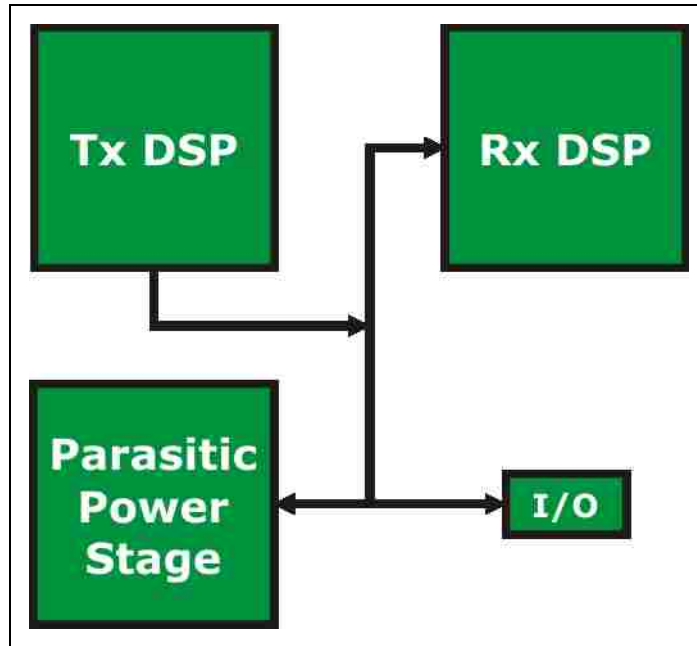 Tx DSP
Rx DSP
Parasitic
Power
Stage
I/O